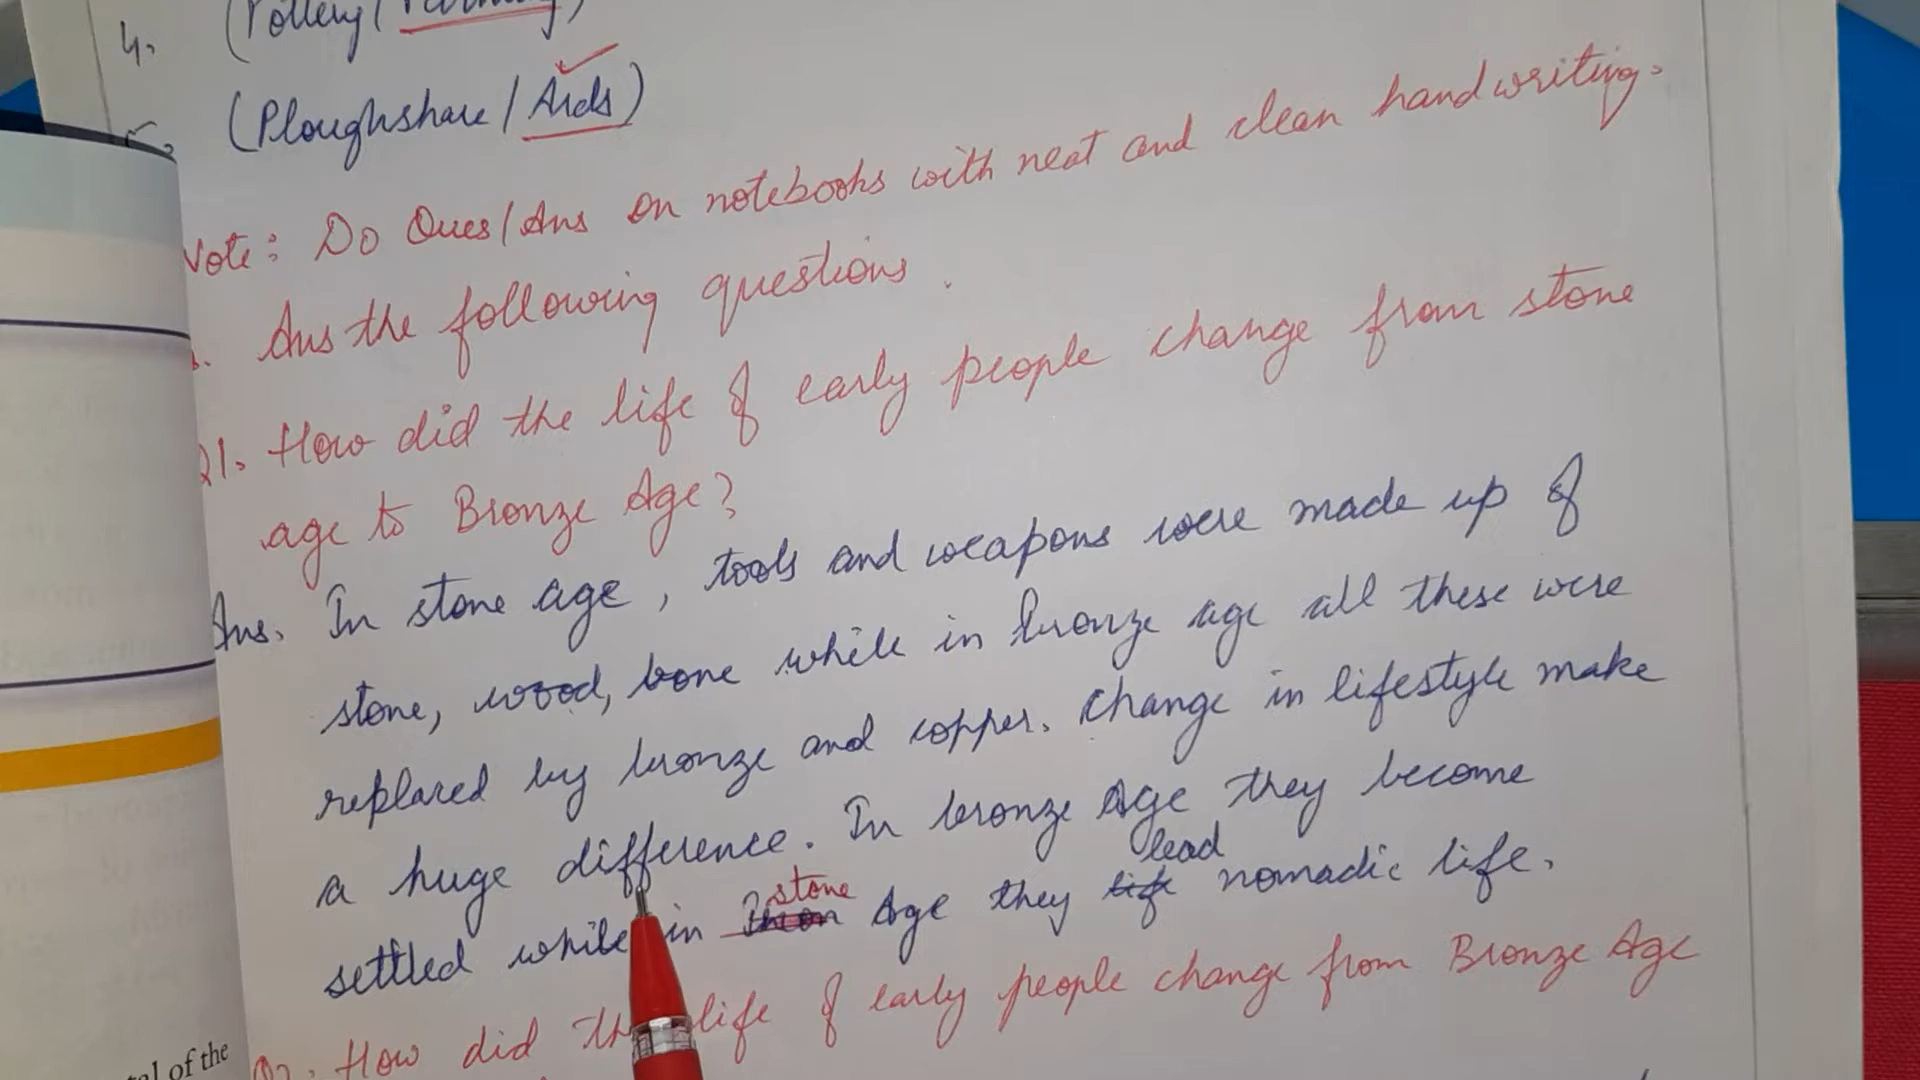 4. (Pottery/
(Ploughshare/Aids)
Note: Do Ques/Ans on notebooks with neat and clean handwriting.
Ans the following questions.
Q1. How did the life of early people change from stone
age to Bronze Age?
Ans. In stone age, tools and weapons were made up of
stone, wood, bone while in bronze age all these were
replaced by bronze and copper. Change in lifestyle make
a huge difference. In bronze Age they become
settled while in stone Age they lead nomadic life.
Q2. How did the life of early people change from Bronze Age
of the